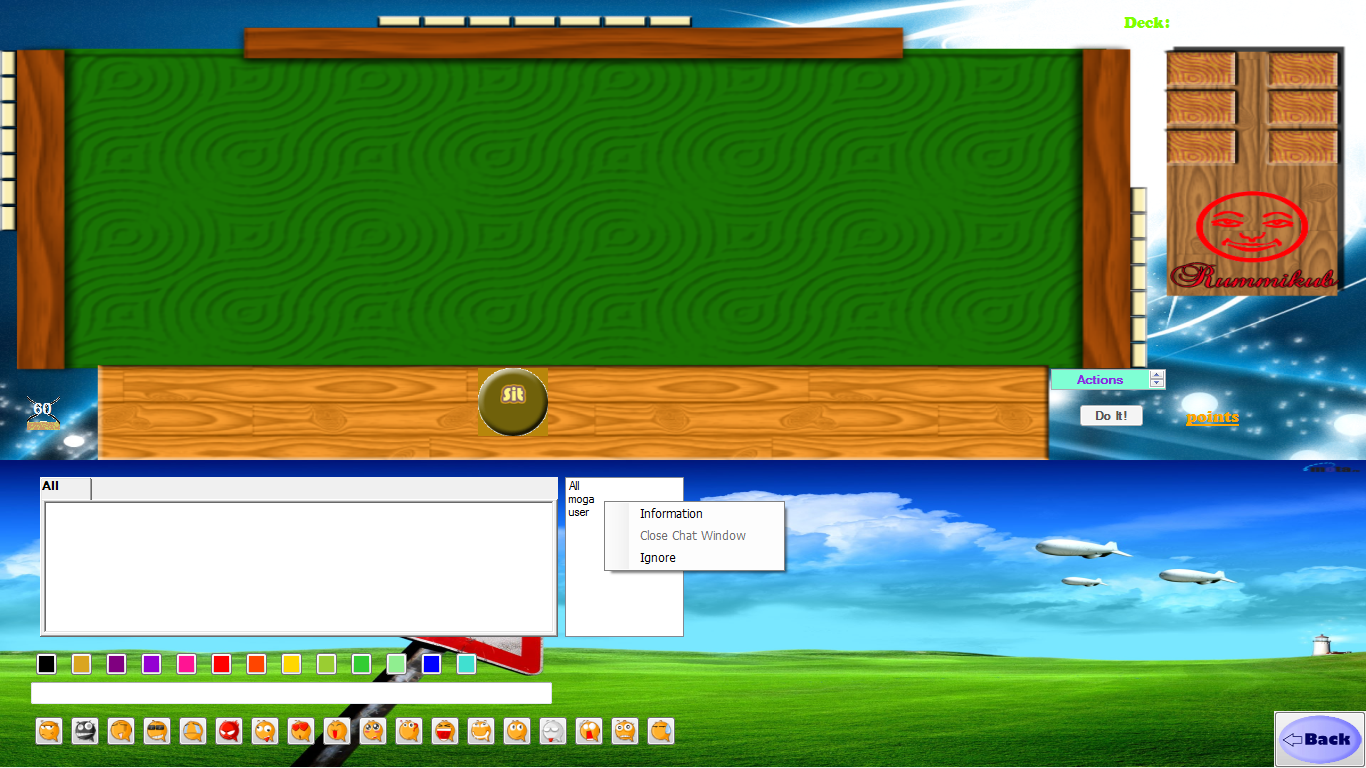 Deck:
Rummikub
Sit
60
Actions
Do It!
points
All
All
moga
user
Information
Close Chat Window
Ignore
Back